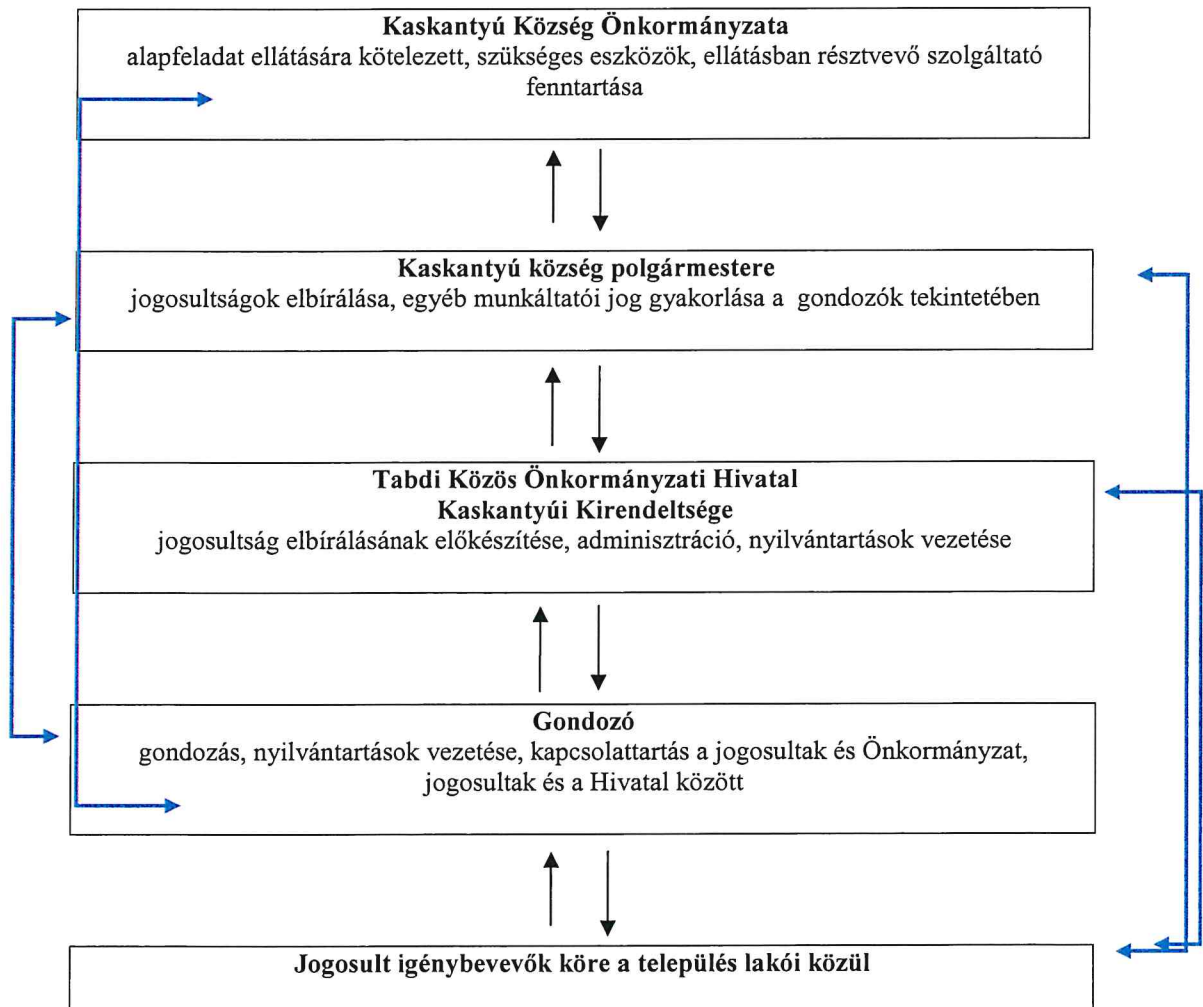 Kaskantyú Község Önkormányzata
alapfeladat ellátására kötelezett, szükséges eszközök, ellátásban résztvevő szolgáltató
fenntartása
Kaskantyú község polgármestere
jogosultságok elbírálása, egyéb munkáltatói jog gyakorlása a gondozók tekintetében
Tabdi Közös Önkormányzati Hivatal
Kaskantyúi Kirendeltsége
jogosultság elbírálásának előkészítése, adminisztráció, nyilvántartások vezetése
Gondozó
gondozás, nyilvántartások vezetése, kapcsolattartás a jogosultak és Önkormányzat,
jogosultak és a Hivatal között
Jogosult igénybevevők köre a település lakói közül